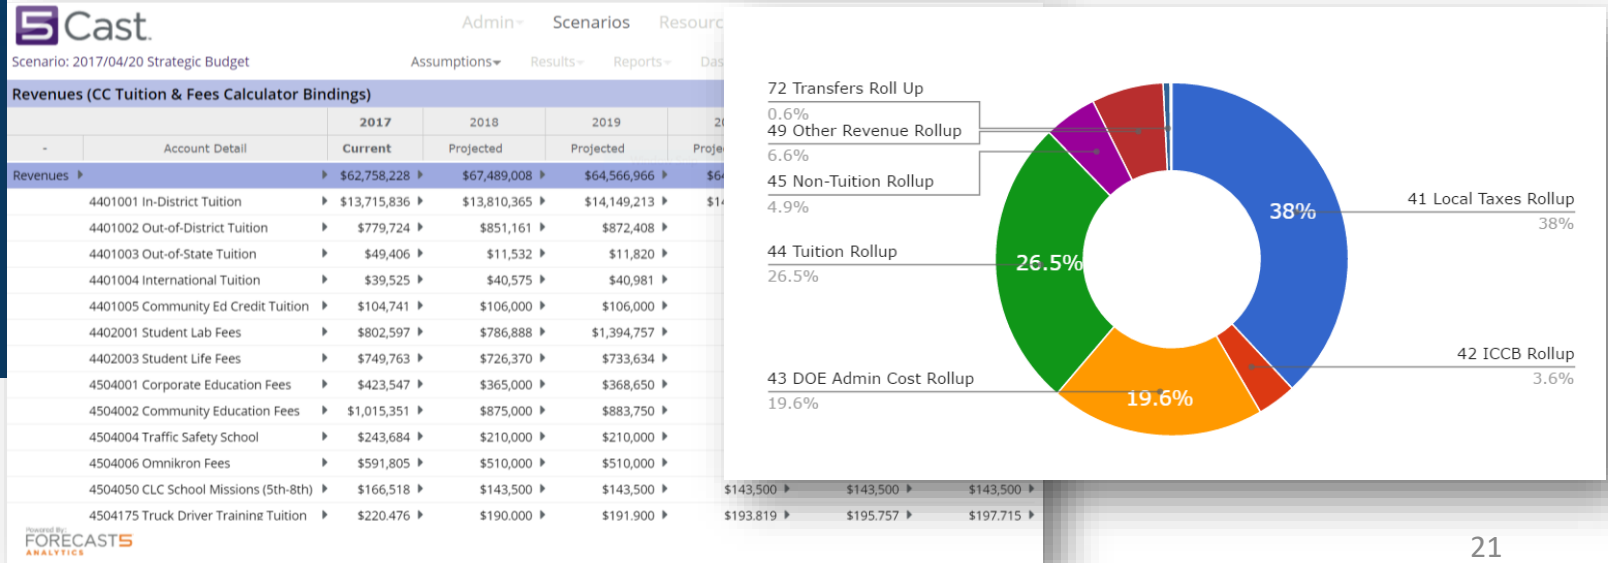 5Cast.
Admin Scenarios Resourc
Scenario: 2017/04/20 Strategic Budget
Assumptions Results Reports Das
Revenues (CC Tuition & Fees Calculator Bindings)
2017 2018 2019 20
- Account Detail Current Projected Projected Proje
Revenues $62,758,228 $67,489,008 $64,566,966 $64
4401001 In-District Tuition $13,715,836 $13,810,365 $14,149,213 $14
4401002 Out-of-District Tuition $779,724 $851,161 $872,408
4401003 Out-of-State Tuition $49,406 $11,532 $11,820
4401004 International Tuition $39,525 $40,575 $40,981
4401005 Community Ed Credit Tuition $104,741 $106,000 $106,000
4402001 Student Lab Fees $802,597 $786,888 $1,394,757
4402003 Student Life Fees $749,763 $726,370 $733,634
4504001 Corporate Education Fees $423,547 $365,000 $368,650
4504002 Community Education Fees $1,015,351 $875,000 $883,750
4504004 Traffic Safety School $243,684 $210,000 $210,000
4504006 Omnikron Fees $591,805 $510,000 $510,000
4504050 CLC School Missions (5th-8th) $166,518 $143,500 $143,500 $143,500 $143,500 $143,500
4504175 Truck Driver Training Tuition $220.476 $190.000 $191.900 $193.819 $195.757 $197.715
Powered By:
FORECAST5
ANALYTICS
72 Transfers Roll Up
0.6%
49 Other Revenue Rollup
6.6%
45 Non-Tuition Rollup
4.9%
44 Tuition Rollup
26.5%
43 DOE Admin Cost Rollup
19.6%
38%
26.5%
19.6%
41 Local Taxes Rollup
38%
42 ICCB Rollup
3.6%
21